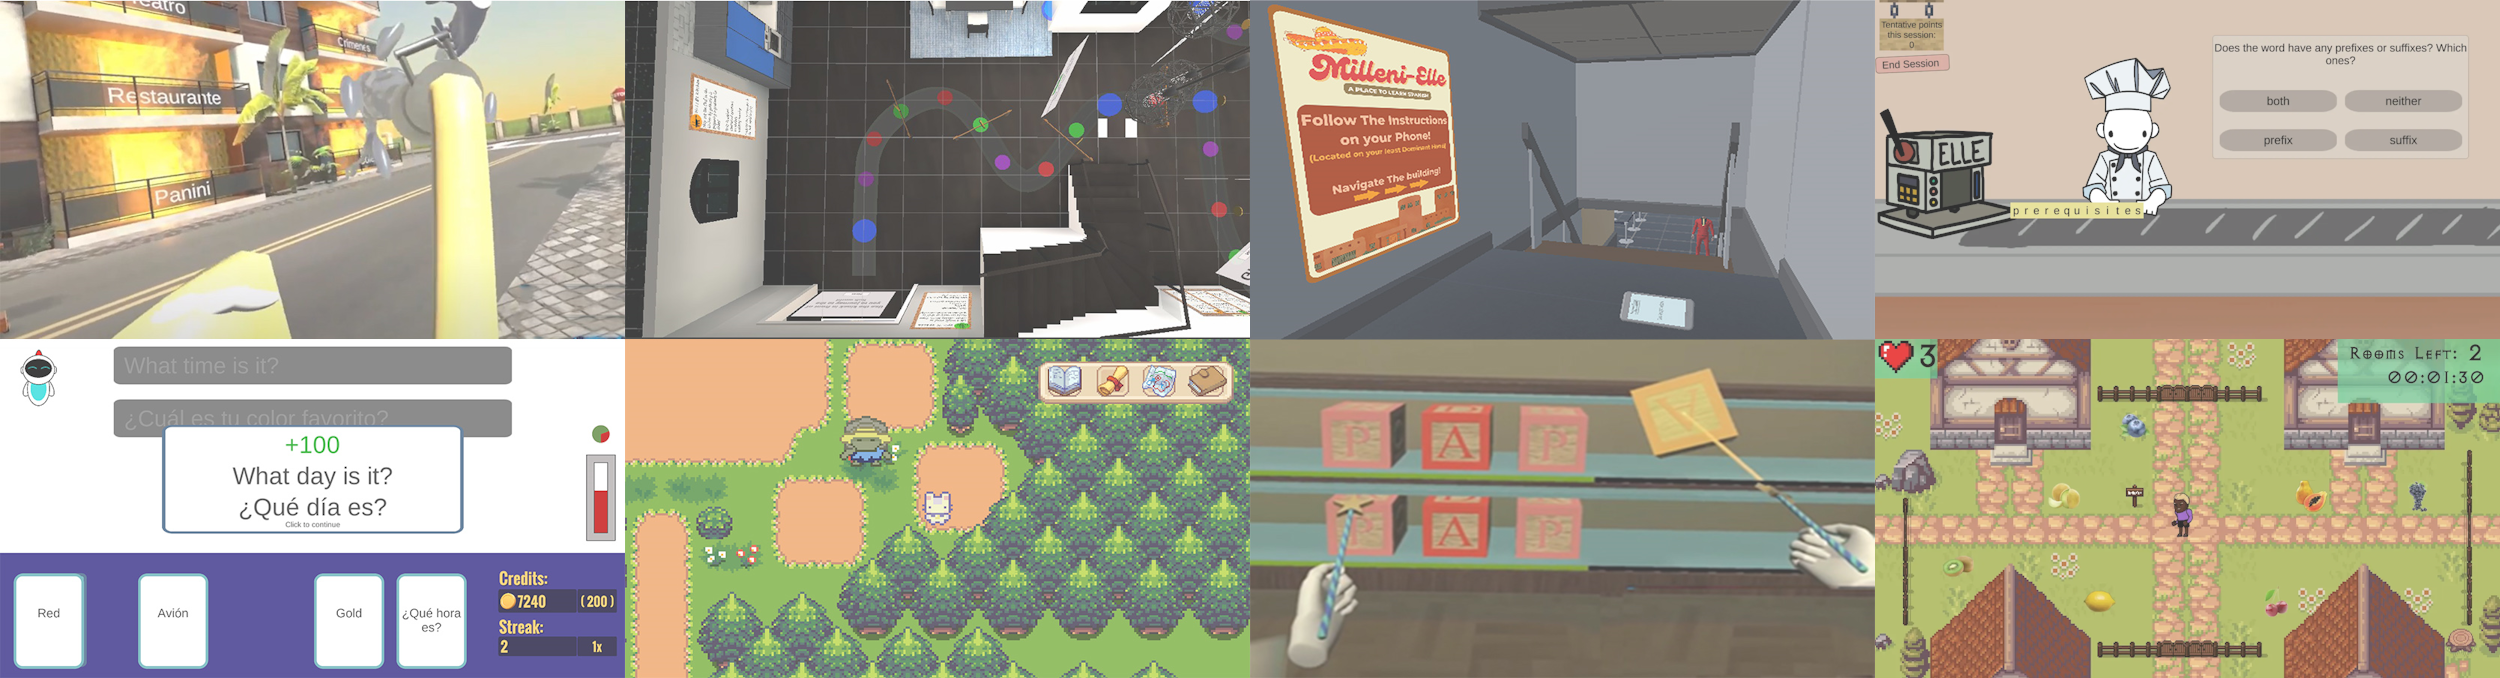 Teatro
Crímenes
Restaurante
Panini
Milleni-Elle
A PLACE TO LEARN SPANISH
Follow The Instructions
on your Phone!
(Located on your least Dominant Hand)
Navigate The building!
Tentative points
this session:
0
End Session
ELLE
Does the word have any prefixes or suffixes? Which
ones?
both
neither
prefix
suffix
prerequisites
What time is it?
¿Cuál es tu color favorito?
+100
What day is it?
¿Qué día es?
Click to continue
Red
Avión
Gold
¿Qué hora
es?
Credits:
7240 (200)
Streak:
2 1x
P A P
P A P
3
Rooms Left: 2
00:01:30